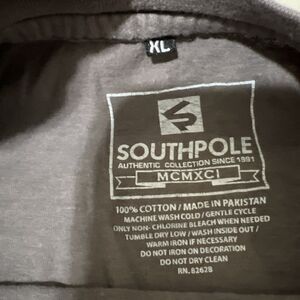 XL
SOUTHPOLE
AUTHENTIC COLLECTION SINCE 1991
MCMXCI
100% COTTON / MADE IN PAKISTAN
MACHINE WASH COLD / GENTLE CYCLE
ONLY NON- CHLORINE BLEACH WHEN NEEDED
TUMBLE DRY LOW / WASH INSIDE OUT /
WARM IRON IF NECESSARY
DO NOT IRON ON DECORATION
DO NOT DRY CLEAN
RN. 82628